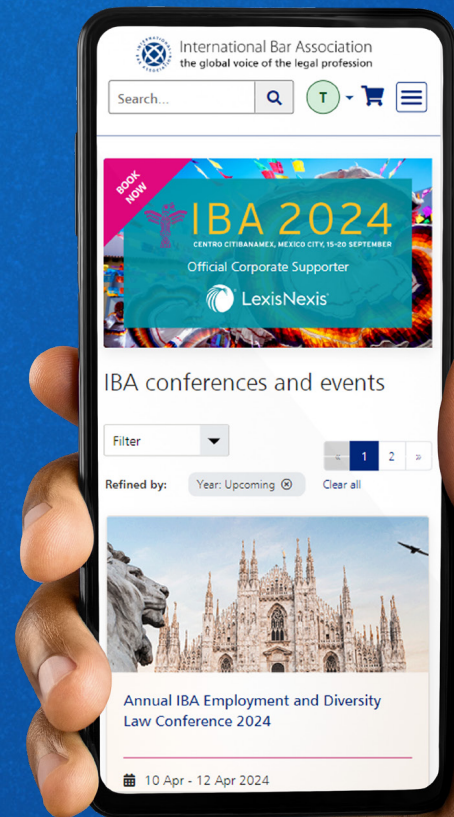 International Bar Association
the global voice of the legal profession
Search...
T
BOOK
NOW
IBA 2024
CENTRO CITIBANAMEX, MEXICO CITY, 15-20 SEPTEMBER
Official Corporate Supporter
LexisNexis
IBA conferences and events
Filter
« 1 2 »
Refined by: Year: Upcoming Clear all
Annual IBA Employment and Diversity
Law Conference 2024
10 Apr - 12 Apr 2024